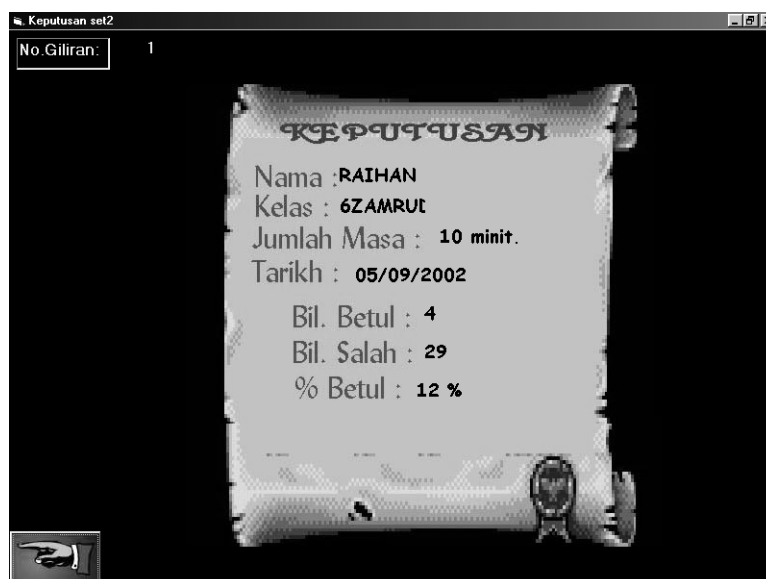 Keputusan set2
No.Giliran: 1
KEPUTUSAN
Nama :RAIHAN
Kelas : 6ZAMRUD
Jumlah Masa : 10 minit.
Tarikh : 05/09/2002
Bil. Betul : 4
Bil. Salah : 29
% Betul : 12 %